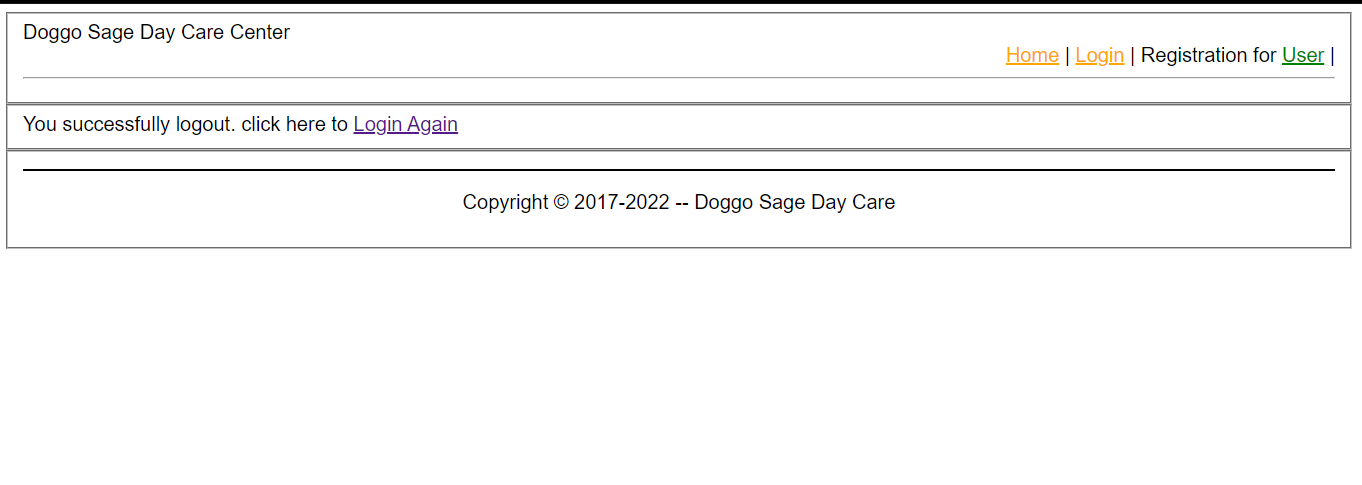 Doggo Sage Day Care Center
Home | Login | Registration for User |
You successfully logout. click here to Login Again
Copyright © 2017-2022 -- Doggo Sage Day Care